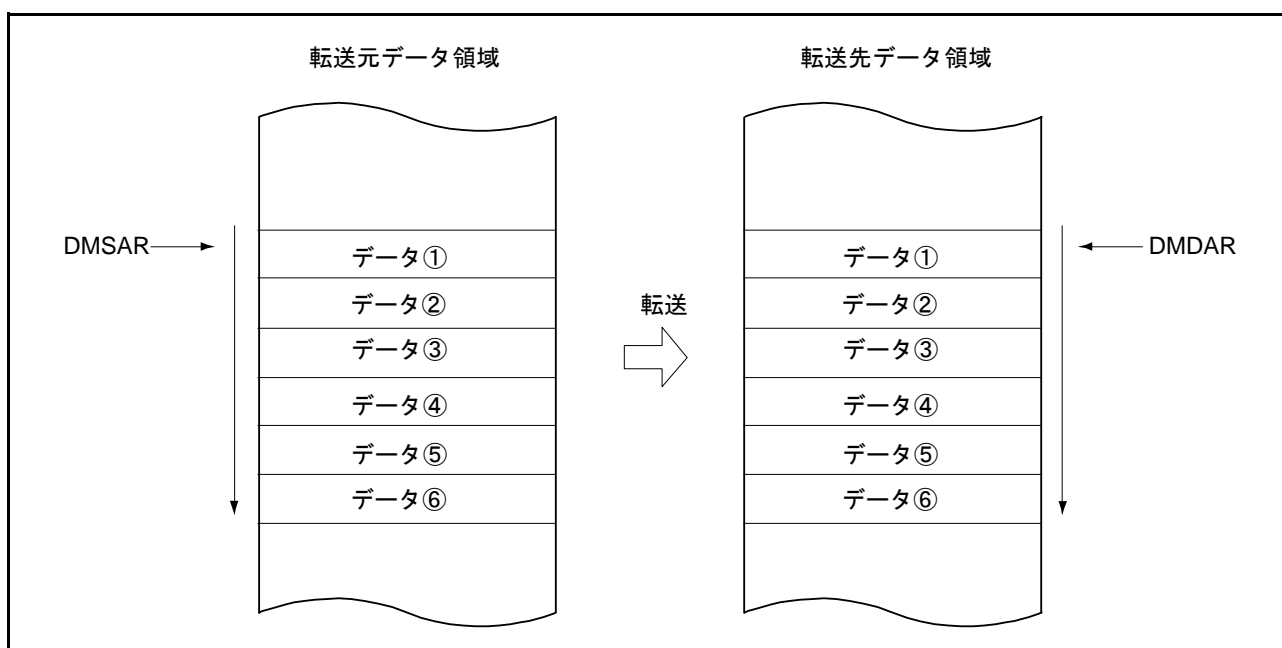 転送元データ領域
転送先データ領域
DMSAR
DMDAR
データ①
データ②
データ③
データ④
データ⑤
データ⑥
転送
データ①
データ②
データ③
データ④
データ⑤
データ⑥